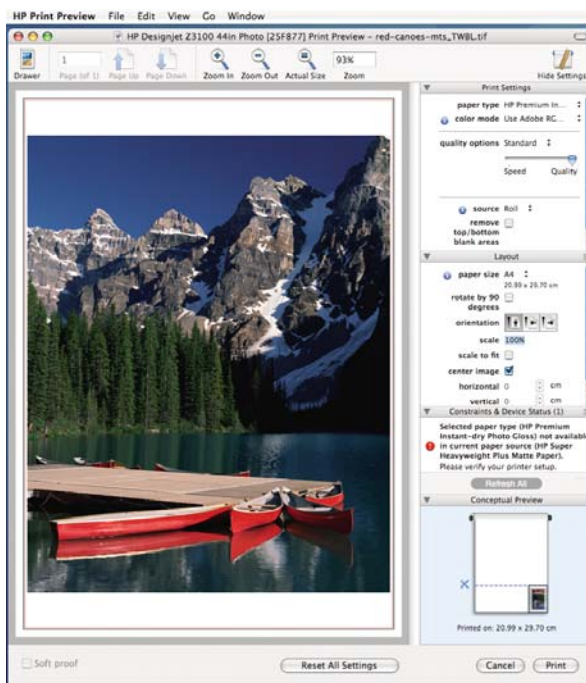 HP Print Preview File Edit View Go Window
HP Designjet Z3100 44in Photo [25F877] Print Preview – red-canoes-mts_TWBL.tif
1
93%
Drawer Page (of 1) Page Up Page Down Zoom In Zoom Out Actual Size Zoom Hide Settings
Print Settings
paper type HP Premium In...
color mode Use Adobe RG...
quality options Standard
Speed Quality
source Roll
remove
top/bottom
blank areas
Layout
paper size A4
20.99 x 29.70 cm
rotate by 90
degrees
orientation
scale 100%
scale to fit
center image
horizontal 0 cm
vertical 0 cm
Constraints & Device Status (1)
Selected paper type (HP Premium
Instant-dry Photo Gloss) not available
in current paper source (HP Super
Heavyweight Plus Matte Paper).
Please verify your printer setup.
Refresh All
Conceptual Preview
Printed on: 20.99 x 29.70 cm
Soft proof Reset All Settings Cancel Print